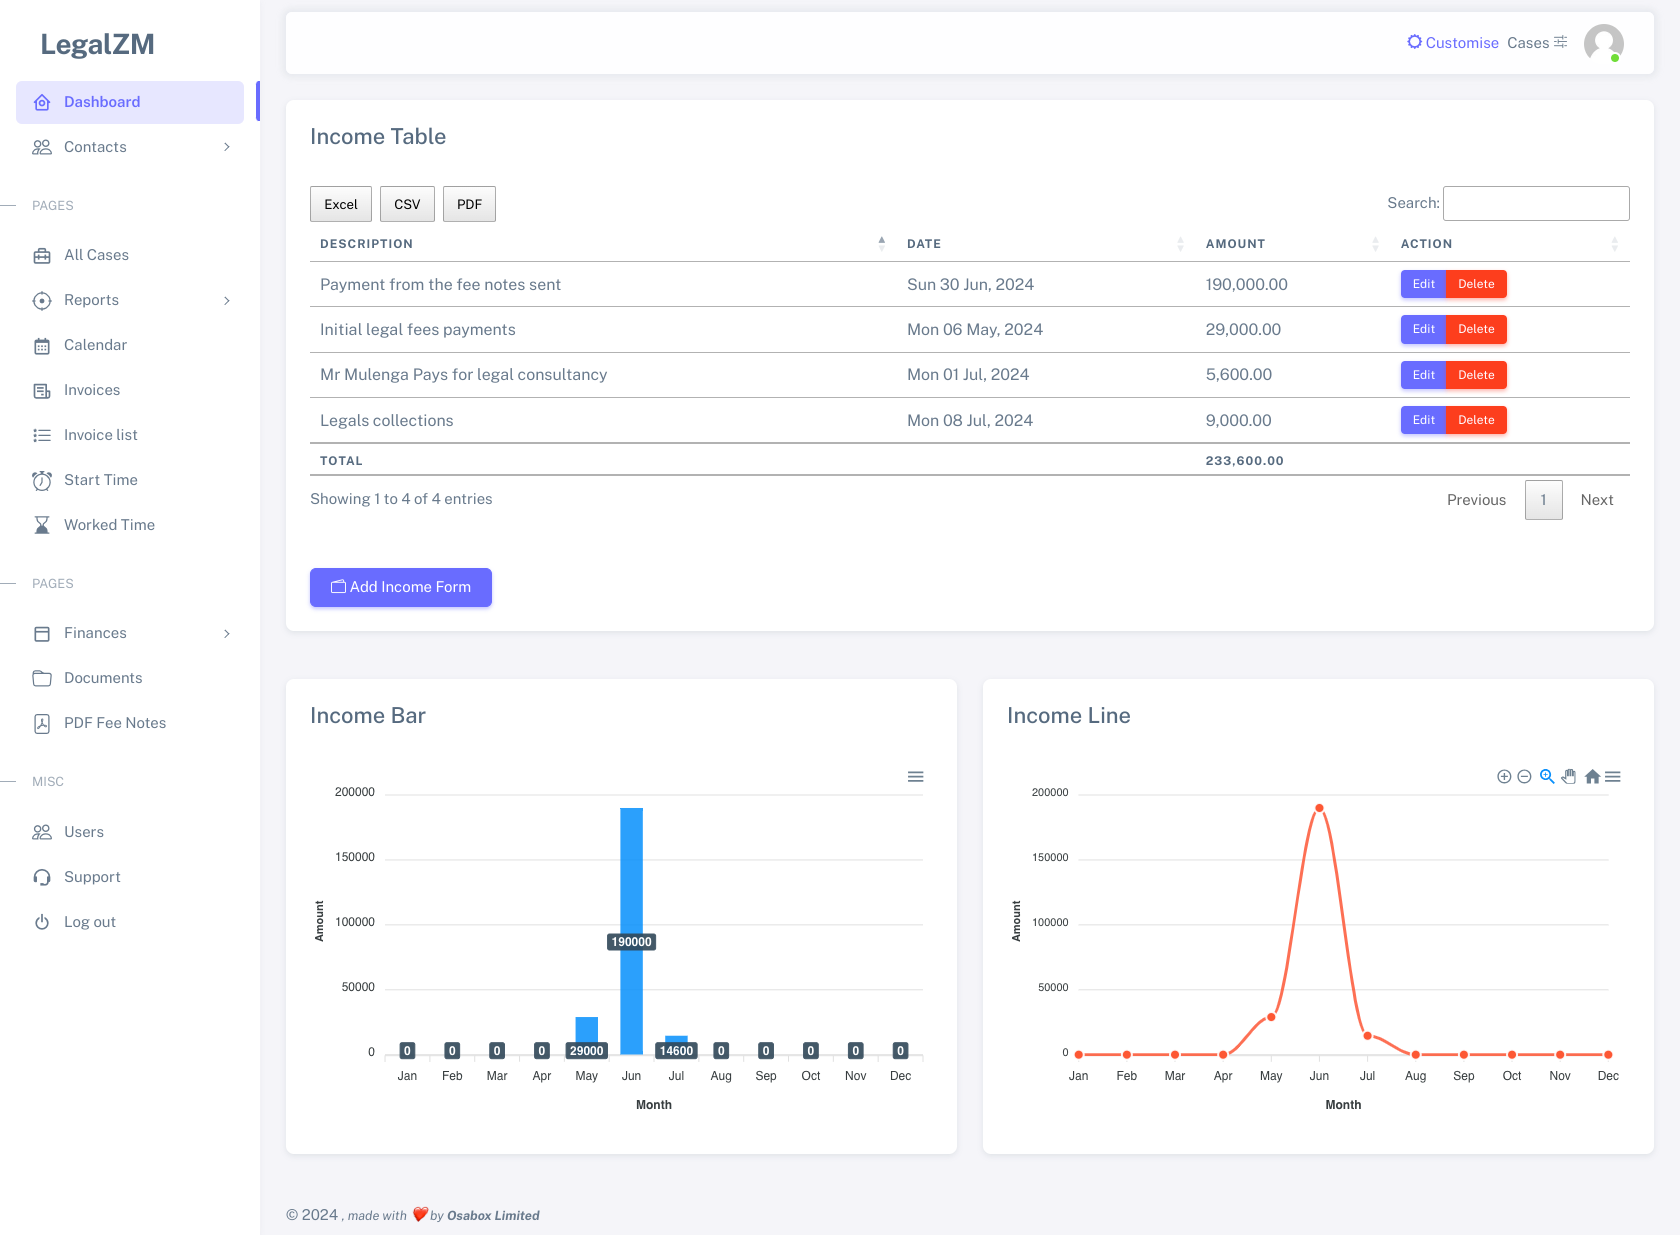 LegalZM
Dashboard
Contacts
PAGES
All Cases
Reports
Calendar
Invoices
Invoice list
Start Time
Worked Time
PAGES
Finances
Documents
PDF Fee Notes
MISC
Users
Support
Log out
Customise Cases
Income Table
Excel CSV PDF Search:
DESCRIPTION DATE AMOUNT ACTION
Payment from the fee notes sent Sun 30 Jun, 2024 190,000.00 Edit Delete
Initial legal fees payments Mon 06 May, 2024 29,000.00 Edit Delete
Mr Mulenga Pays for legal consultancy Mon 01 Jul, 2024 5,600.00 Edit Delete
Legals collections Mon 08 Jul, 2024 9,000.00 Edit Delete
TOTAL 233,600.00
Showing 1 to 4 of 4 entries Previous 1 Next
Add Income Form
Income Bar
200000
150000
100000
50000
0
Amount
190000
0 0 0 0 29000 14600 0 0 0 0 0
Jan Feb Mar Apr May Jun Jul Aug Sep Oct Nov Dec
Month
Income Line
200000
150000
100000
50000
0
Amount
Jan Feb Mar Apr May Jun Jul Aug Sep Oct Nov Dec
Month
© 2024 , made with ❤️ by Osabox Limited